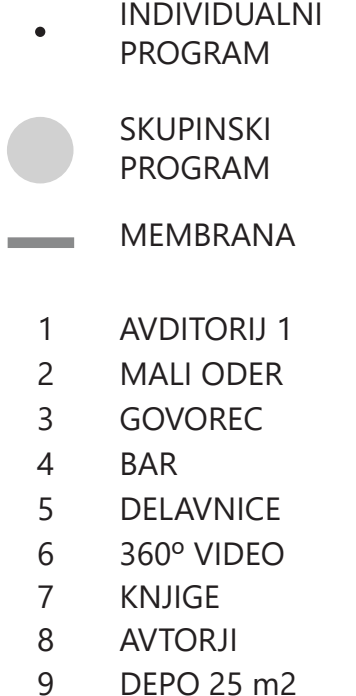 INDIVIDUALNI
PROGRAM
SKUPINSKI
PROGRAM
MEMBRANA
1 AVDITORIJ 1
2 MALI ODER
3 GOVOREC
4 BAR
5 DELAVNICE
6 360º VIDEO
7 KNJIGE
8 AVTORJI
9 DEPO 25 m2